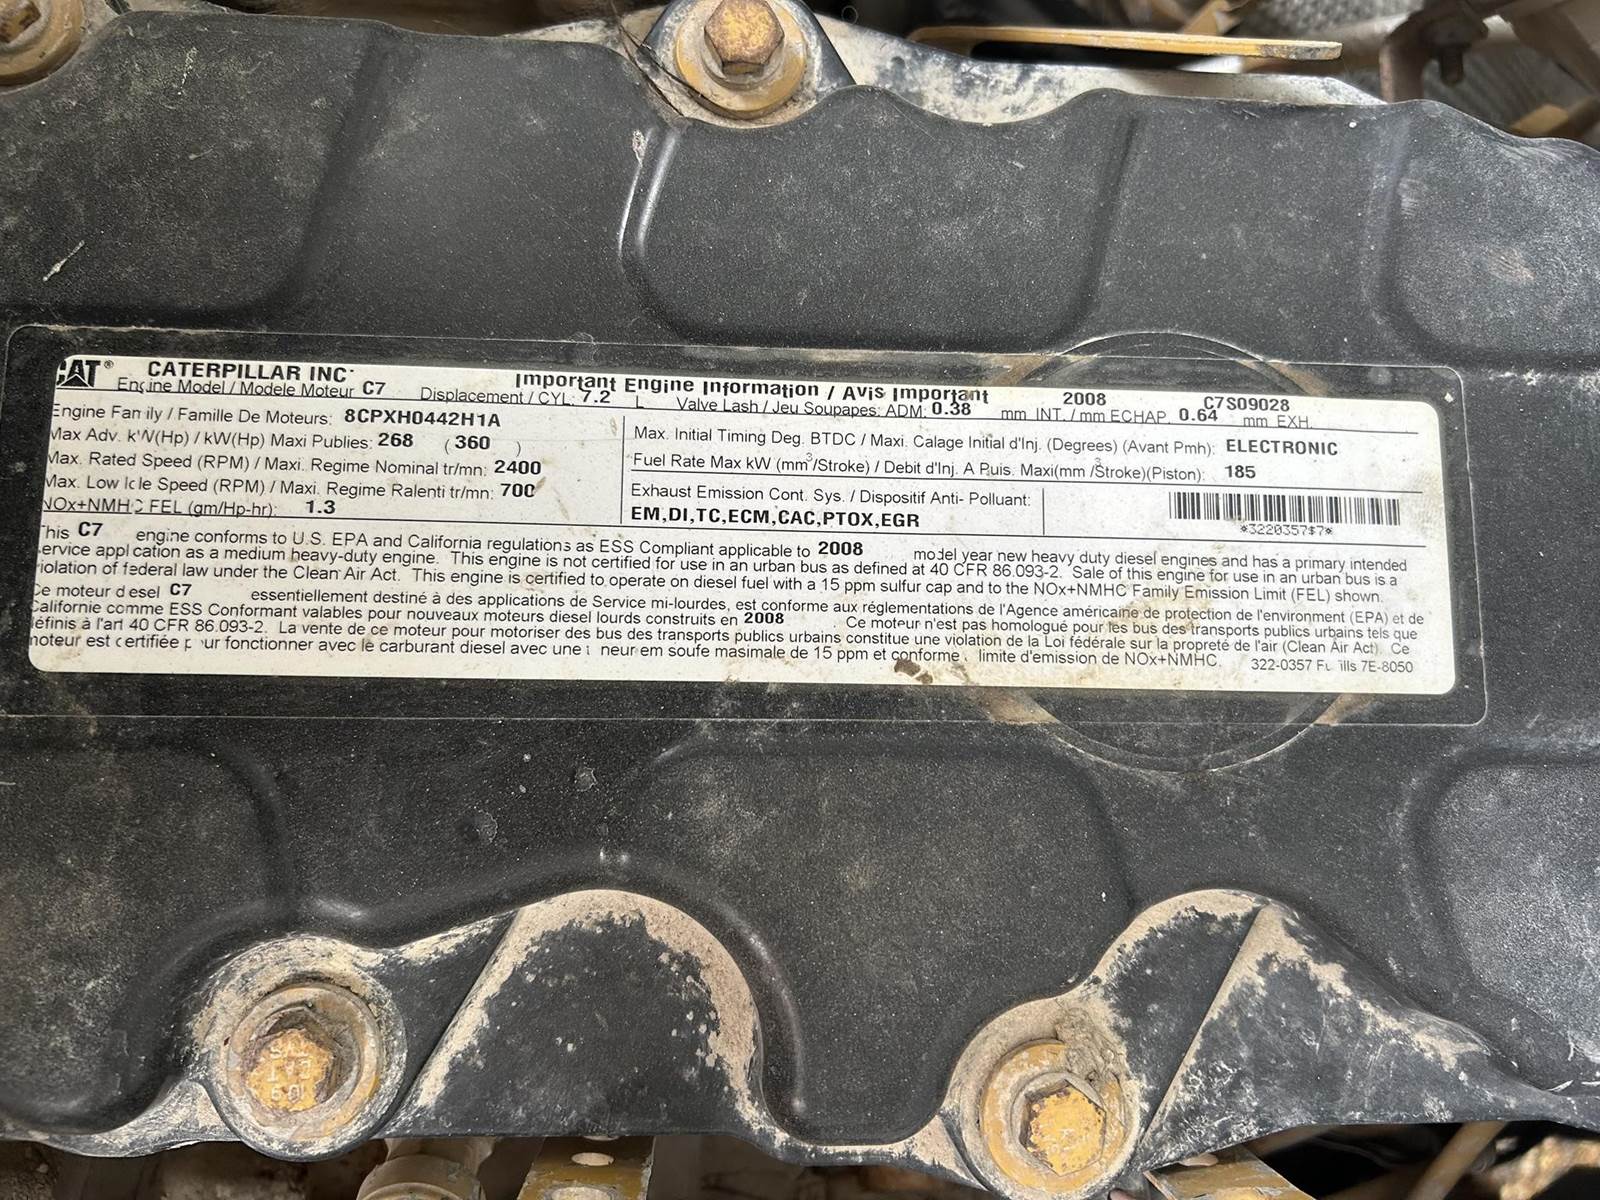 CAT® CATERPILLAR INC. Important Engine Information / Avis Important 2008 C7S09028
Engine Model / Modele Moteur C7 Displacement / CYL: 7.2 L Valve Lash / Jeu Soupapes: ADM: 0.38 mm INT. / mm ECHAP. 0.64 mm EXH.
Engine Family / Famille De Moteurs: 8CPXH0442H1A
Max Adv. kW(Hp) / kW(Hp) Maxi Publies: 268 ( 360 )
Max. Rated Speed (RPM) / Maxi. Regime Nominal tr/mn: 2400
Max. Low Icle Speed (RPM) / Maxi. Regime Ralenti tr/mn: 700
NOx+NMHC FEL (gm/Hp-hr): 1.3
Max. Initial Timing Deg. BTDC / Maxi. Calage Initial d'Inj. (Degrees) (Avant Pmh): ELECTRONIC
Fuel Rate Max kW (mm³/Stroke) / Debit d'Inj. A Puis. Maxi(mm³/Stroke)(Piston): 185
Exhaust Emission Cont. Sys. / Dispositif Anti- Polluant:
EM,DI,TC,ECM,CAC,PTOX,EGR
*3220357$7*
This C7 engine conforms to U.S. EPA and California regulations as ESS Compliant applicable to 2008 model year new heavy duty diesel engines and has a primary intended
service application as a medium heavy-duty engine. This engine is not certified for use in an urban bus as defined at 40 CFR 86.093-2. Sale of this engine for use in an urban bus is a
violation of federal law under the Clean Air Act. This engine is certified to operate on diesel fuel with a 15 ppm sulfur cap and to the NOx+NMHC Family Emission Limit (FEL) shown.
Ce moteur diesel C7 essentiellement destiné à des applications de Service mi-lourdes, est conforme aux réglementations de l'Agence américaine de protection de l'environment (EPA) et de
Californie comme ESS Conformant valables pour nouveaux moteurs diesel lourds construits en 2008. Ce moteur n'est pas homologué pour les bus des transports publics urbains tels que
définis à l'art 40 CFR 86.093-2. La vente de ce moteur pour motoriser des bus des transports publics urbains constitue une violation de la Loi fédérale sur la propreté de l'air (Clean Air Act). Ce
moteur est certifiée pour fonctionner avec le carburant diesel avec une teneur em soufe masimale de 15 ppm et conforme limite d'emission de NOx+NMHC. 322-0357 7E-8050